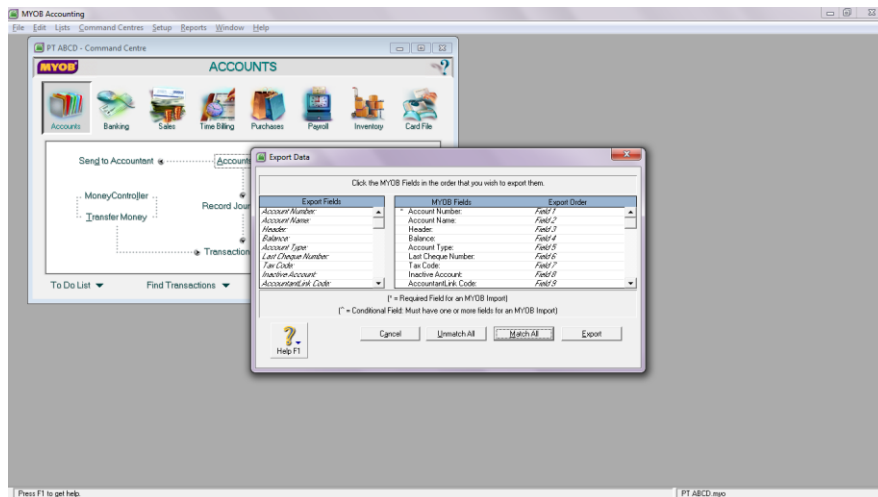 MYOB Accounting
File Edit Lists Command Centres Setup Reports Window Help
PT ABCD - Command Centre
MYOB ACCOUNTS
Accounts Banking Sales Time Billing Purchases Payroll Inventory Card File
Send to Accountant Accounts
MoneyController
Record Jour
Transfer Money
Transaction
To Do List Find Transactions
Export Data
Click the MYOB Fields in the order that you wish to export them.
Export Fields MYOB Fields Export Order
Account Number: * Account Number: Field 1
Account Name: Account Name: Field 2
Header: Header: Field 3
Balance: Balance: Field 4
Account Type: Account Type: Field 5
Last Cheque Number: Last Cheque Number: Field 6
Tax Code: Tax Code: Field 7
Inactive Account: Inactive Account: Field 8
AccountantLink Code: AccountantLink Code: Field 9
(* = Required Field for an MYOB Import)
(^ = Conditional Field: Must have one or more fields for an MYOB Import)
Help F1 Cancel Unmatch All Match All Export
Press F1 to get help. PT ABCD.myo